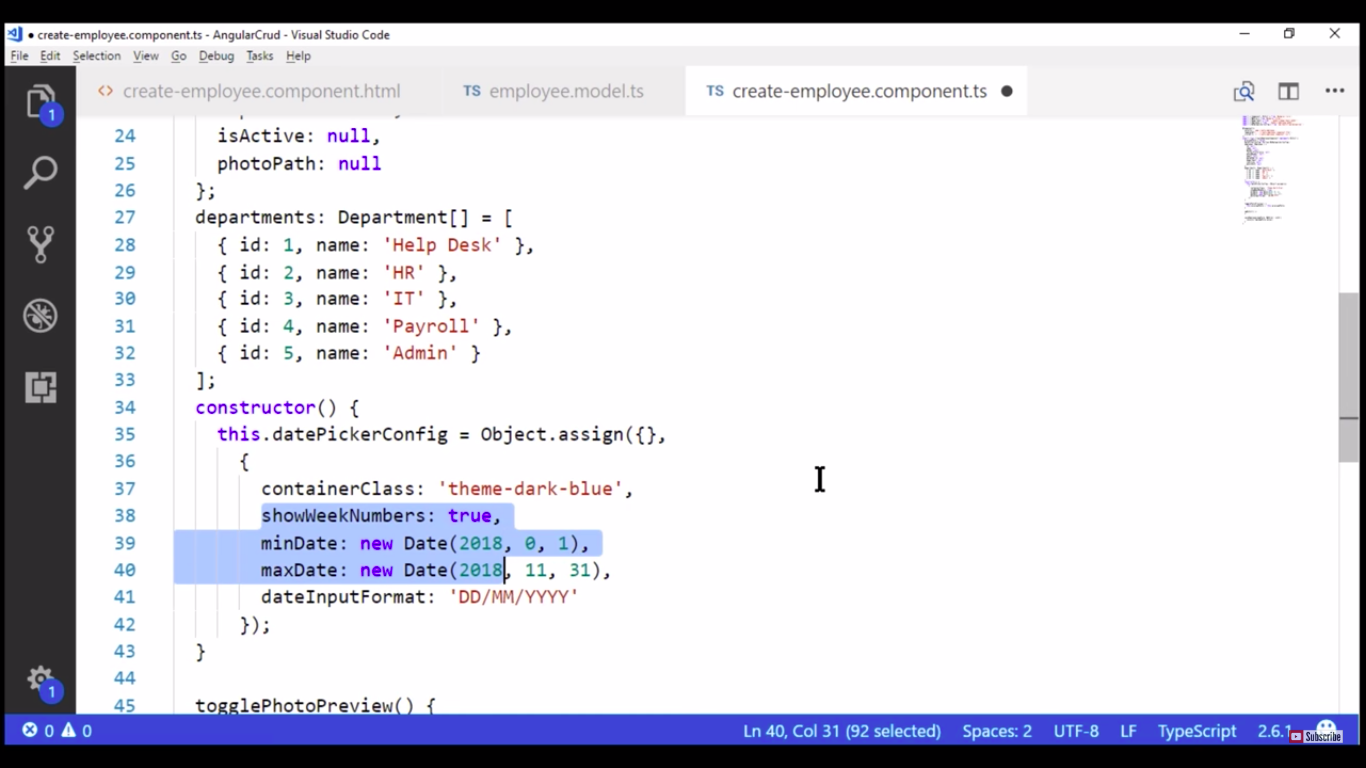 ● create-employee.component.ts - AngularCrud - Visual Studio Code
File Edit Selection View Go Debug Tasks Help
<> create-employee.component.html TS employee.model.ts TS create-employee.component.ts ●
24 isActive: null,
25 photoPath: null
26 };
27 departments: Department[] = [
28 { id: 1, name: 'Help Desk' },
29 { id: 2, name: 'HR' },
30 { id: 3, name: 'IT' },
31 { id: 4, name: 'Payroll' },
32 { id: 5, name: 'Admin' }
33 ];
34 constructor() {
35 this.datePickerConfig = Object.assign({},
36 {
37 containerClass: 'theme-dark-blue',
38 showWeekNumbers: true,
39 minDate: new Date(2018, 0, 1),
40 maxDate: new Date(2018, 11, 31),
41 dateInputFormat: 'DD/MM/YYYY'
42 });
43 }
44
45 togglePhotoPreview() {
1
1
0 0 Ln 40, Col 31 (92 selected) Spaces: 2 UTF-8 LF TypeScript 2.6.1
Subscribe